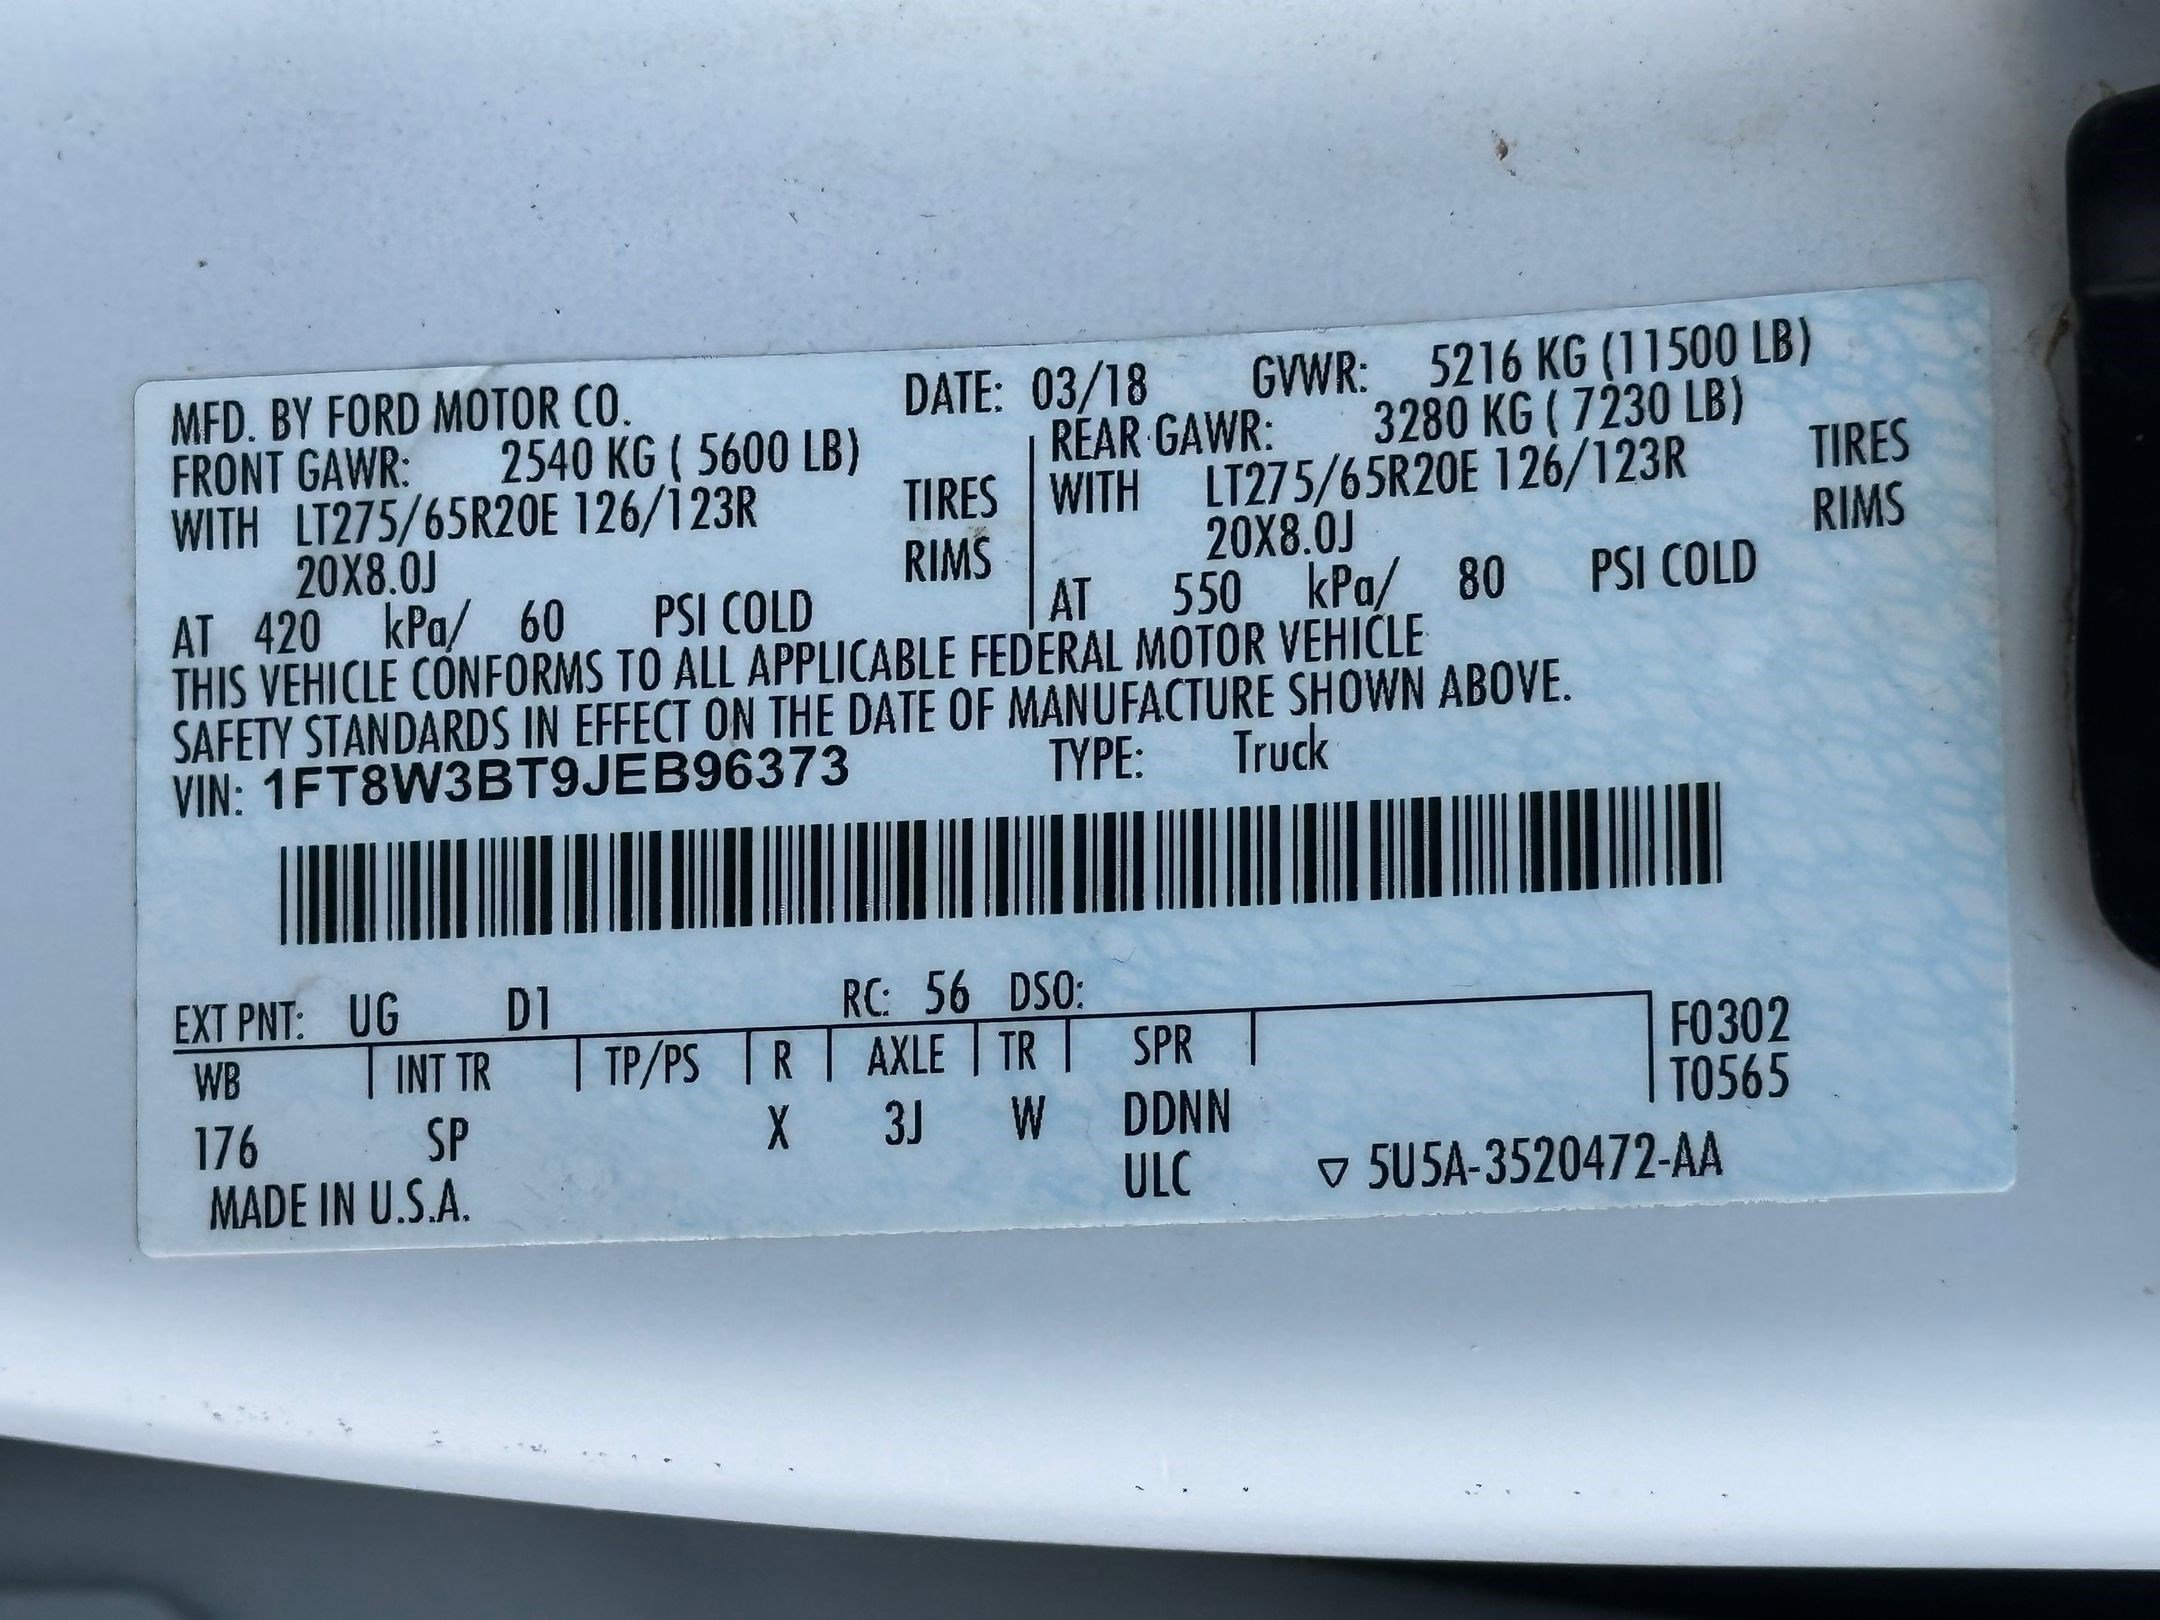 MFD. BY FORD MOTOR CO. DATE: 03/18 GVWR: 5216 KG (11500 LB)
FRONT GAWR: 2540 KG ( 5600 LB) REAR GAWR: 3280 KG ( 7230 LB)
WITH LT275/65R20E 126/123R TIRES WITH LT275/65R20E 126/123R TIRES
20X8.0J RIMS 20X8.0J RIMS
AT 420 kPa/ 60 PSI COLD AT 550 kPa/ 80 PSI COLD
THIS VEHICLE CONFORMS TO ALL APPLICABLE FEDERAL MOTOR VEHICLE
SAFETY STANDARDS IN EFFECT ON THE DATE OF MANUFACTURE SHOWN ABOVE.
VIN: 1FT8W3BT9JEB96373 TYPE: Truck
EXT PNT: UG D1 RC: 56 DSO:
WB INT TR TP/PS R AXLE TR SPR F0302
T0565
176 SP X 3J W DDNN
MADE IN U.S.A. ULC ▽ 5U5A-3520472-AA